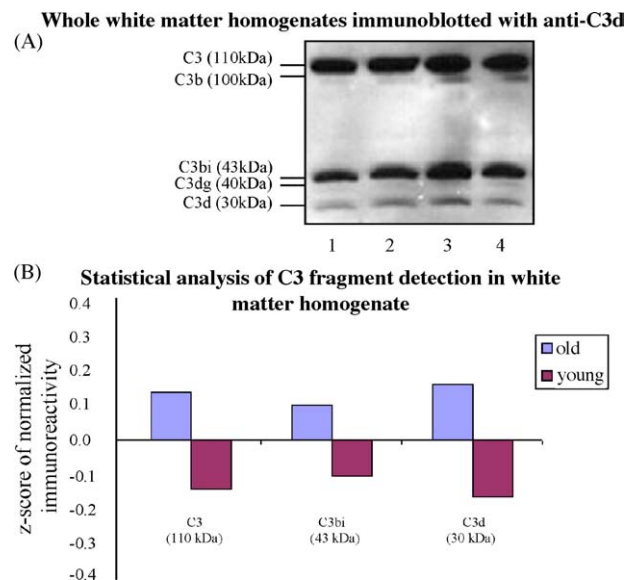 Whole white matter homogenates immunoblotted with anti-C3d
(A)
C3 (110kDa)
C3b (100kDa)
C3bi (43kDa)
C3dg (40kDa)
C3d (30kDa)
1 2 3 4
(B)
Statistical analysis of C3 fragment detection in white
matter homogenate
z-score of normalized
immunoreactivity
0.4
0.3
0.2
0.1
0.0
-0.1
-0.2
-0.3
-0.4
old
young
C3
(110 kDa)
C3bi
(43 kDa)
C3d
(30 kDa)